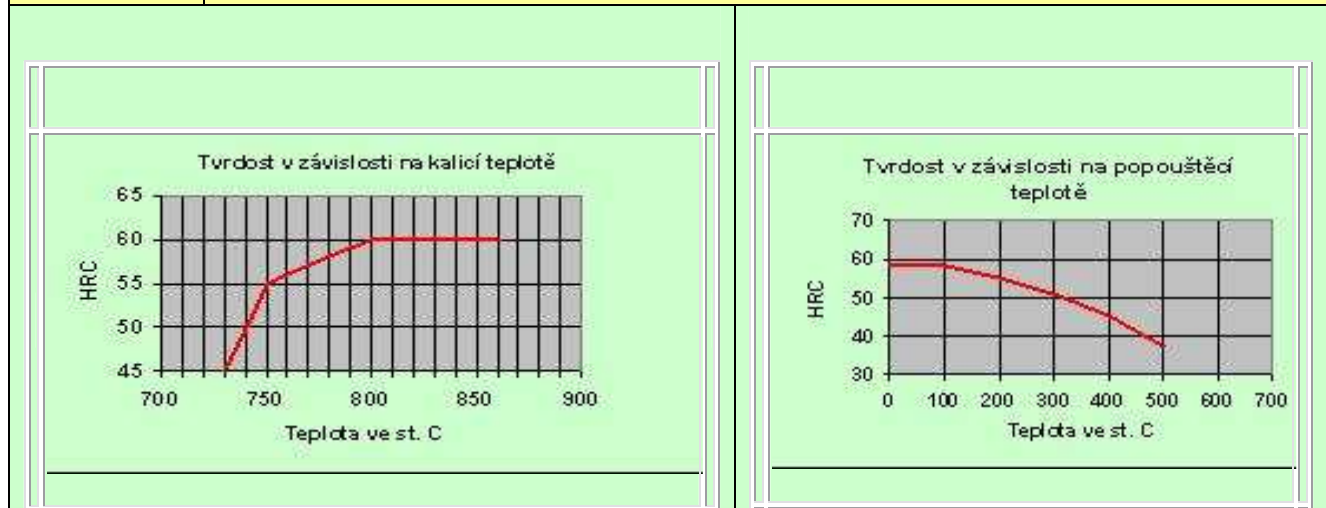 Tvrdost v závislosti na kalicí teplotě
65
60
55
50
45
HRC
700 750 800 850 900
Teplota ve st. C
Tvrdost v závislosti na popouštěcí
teplotě
70
60
50
40
30
HRC
0 100 200 300 400 500 600 700
Teplota ve st. C